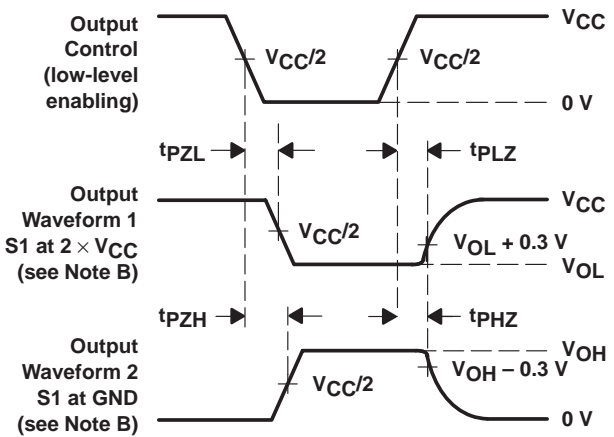 Output
Control
(low-level
enabling)
VCC/2
VCC/2
VCC
0 V
tPZL
tPLZ
Output
Waveform 1
S1 at 2 × VCC
(see Note B)
VCC/2
VCC
VOL + 0.3 V
VOL
tPZH
tPHZ
Output
Waveform 2
S1 at GND
(see Note B)
VCC/2
VOH
VOH – 0.3 V
0 V